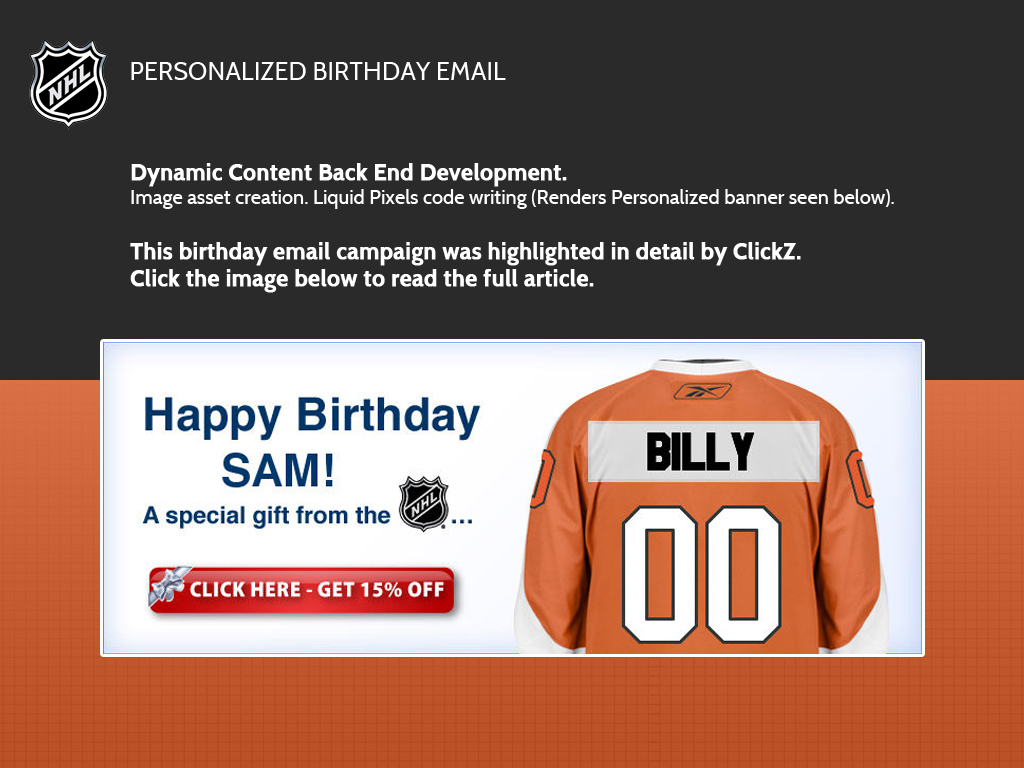 NHL
PERSONALIZED BIRTHDAY EMAIL
Dynamic Content Back End Development.
Image asset creation. Liquid Pixels code writing (Renders Personalized banner seen below).
This birthday email campaign was highlighted in detail by ClickZ.
Click the image below to read the full article.
Happy Birthday
SAM!
A special gift from the NHL...
CLICK HERE - GET 15% OFF
BILLY
00